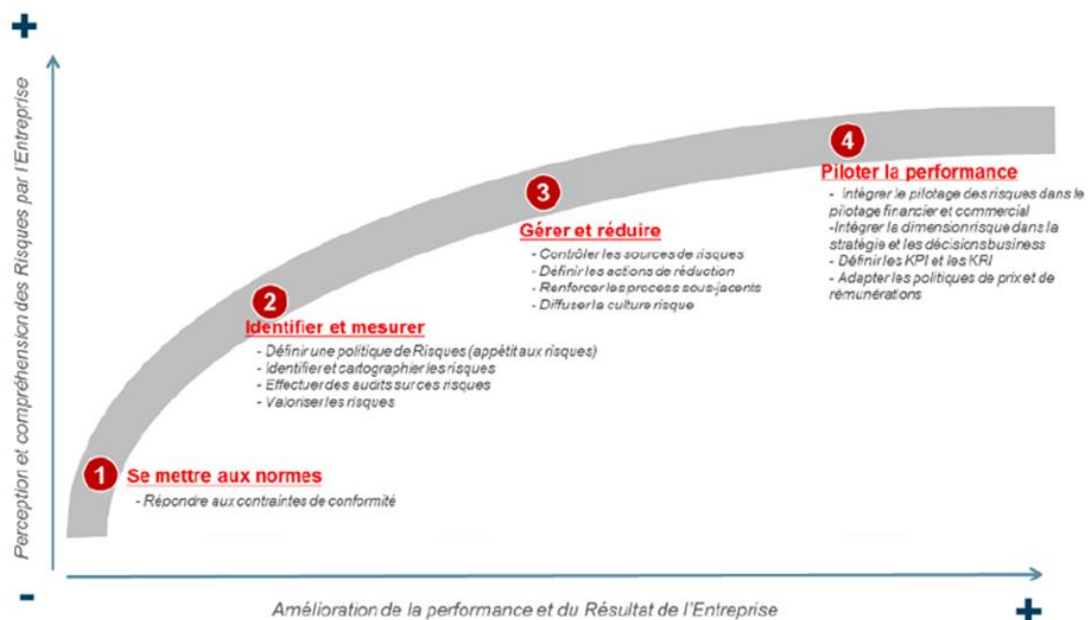 +
Perception et compréhension des Risques par l'Entreprise
4
Piloter la performance
- Intégrer le pilotage des risques dans le
pilotage financier et commercial
-Intégrer la dimension risque dans la
stratégie et les décisions business
- Définir les KPI et les KRI
- Adapter les politiques de prix et de
rémunérations
3
Gérer et réduire
- Contrôler les sources de risques
- Définir les actions de réduction
- Renforcer les process sous-jacents
- Diffuser la culture risque
2
Identifier et mesurer
- Définir une politique de Risques (appétit aux risques)
- Identifier et cartographier les risques
- Effectuer des audits sur ces risques
- Valoriser les risques
1
Se mettre aux normes
- Répondre aux contraintes de conformité
-
Amélioration de la performance et du Résultat de l'Entreprise
+